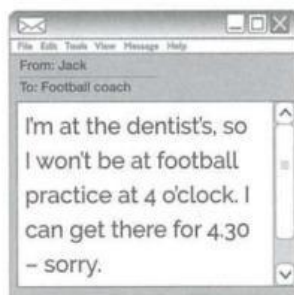 File Edit Tools View Message Help
From: Jack
To: Football coach
I'm at the dentist's, so
I won't be at football
practice at 4 o'clock. I
can get there for 4.30
– sorry.